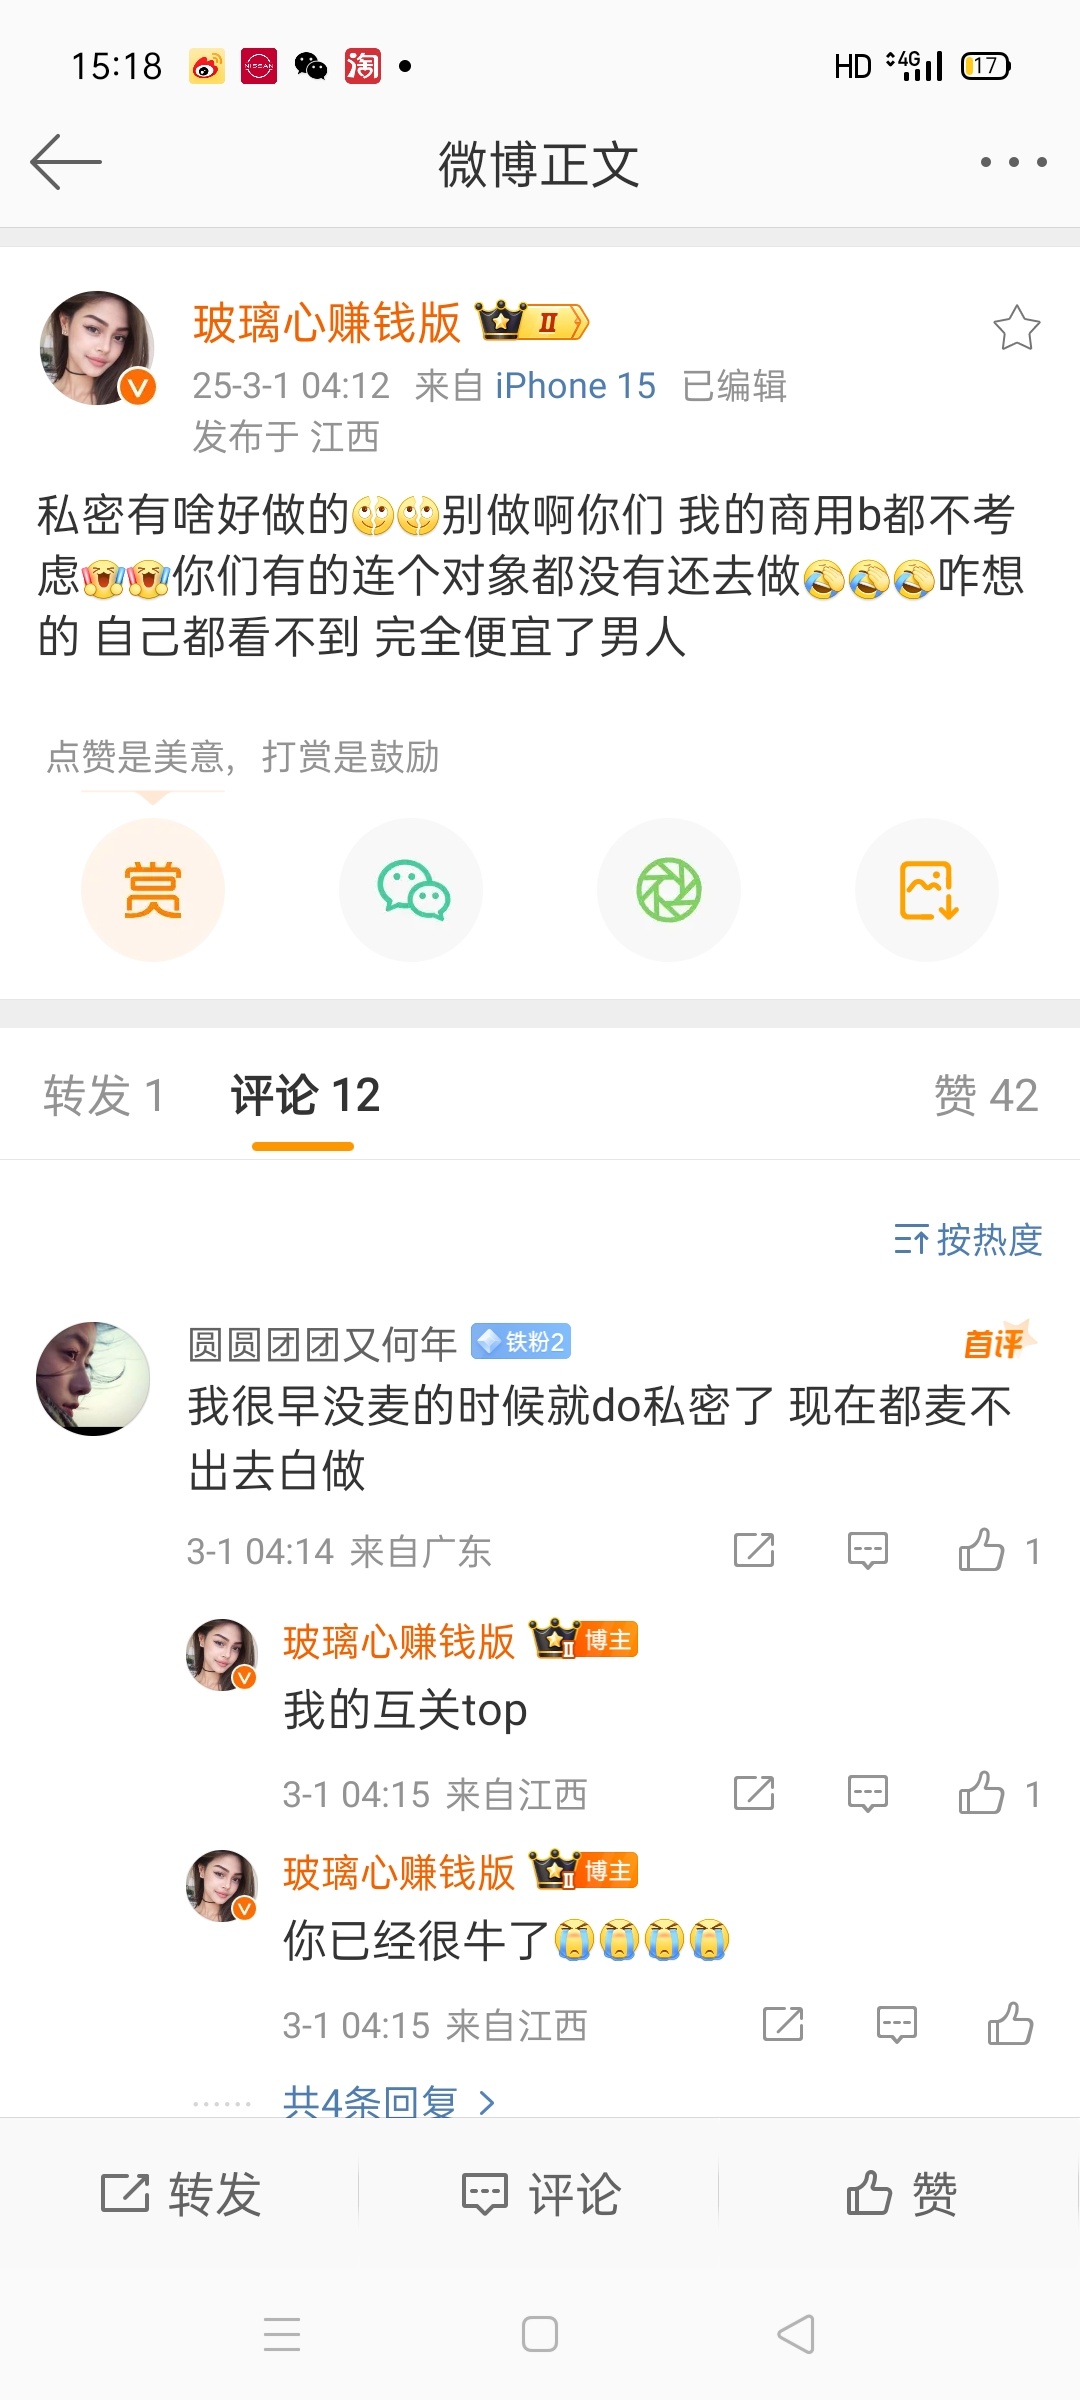 15:18 淘 HD 4G 17
微博正文
玻璃心赚钱版 II
25-3-1 04:12 来自 iPhone 15 已编辑
发布于 江西
私密有啥好做的🙄🙄别做啊你们 我的商用b都不考
虑😆😆你们有的连个对象都没有还去做🤣🤣🤣咋想
的 自己都看不到 完全便宜了男人
点赞是美意，打赏是鼓励
赏
转发 1 评论 12 赞 42
按热度
圆圆团团又何年 铁粉2 首评
我很早没麦的时候就do私密了 现在都麦不
出去白做
3-1 04:14 来自广东 1
玻璃心赚钱版 II 博主
我的互关top
3-1 04:15 来自江西 1
玻璃心赚钱版 II 博主
你已经很牛了😭😭😭😭
3-1 04:15 来自江西
...... 共4条回复 >
转发 评论 赞